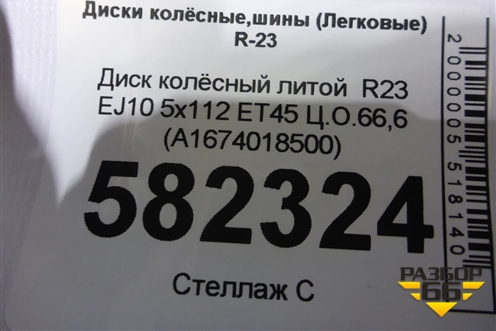 Диски колёсные,шины (Легковые)
R-23
Диск колёсный литой R23
EJ10 5x112 ET45 Ц.О.66,6
(A1674018500)
582324
Стеллаж С
2000005518140
РАЗБОР
66